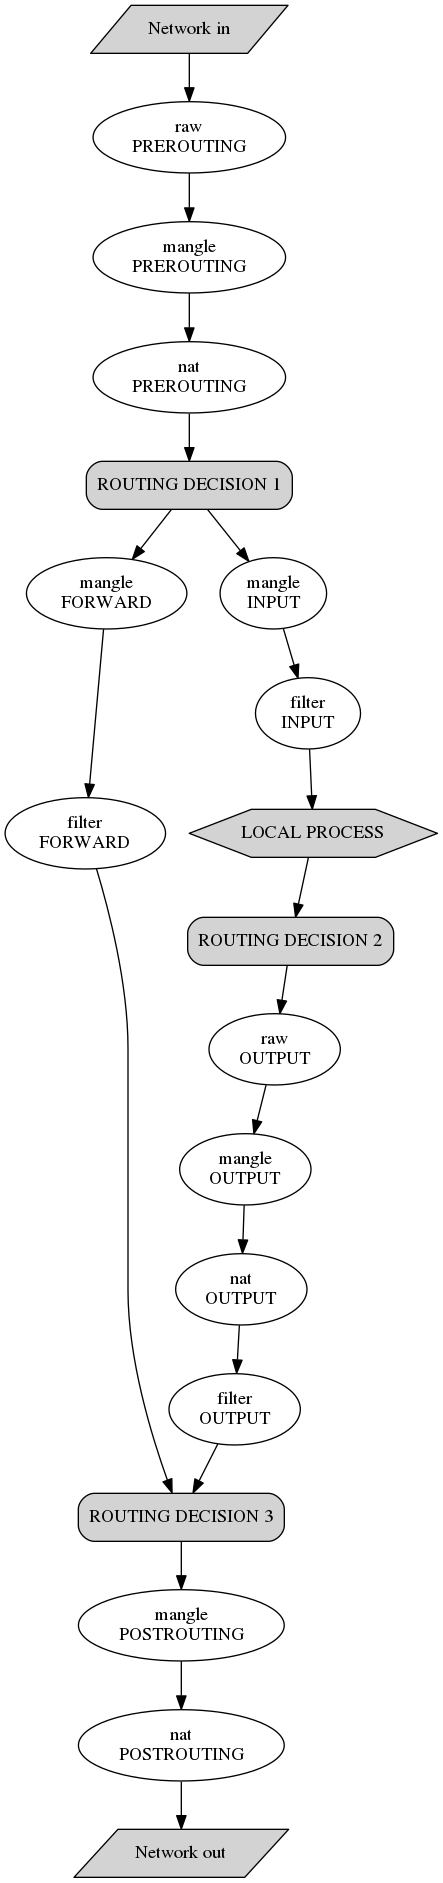 Network in
raw
PREROUTING
mangle
PREROUTING
nat
PREROUTING
ROUTING DECISION 1
mangle
FORWARD
mangle
INPUT
filter
INPUT
filter
FORWARD
LOCAL PROCESS
ROUTING DECISION 2
raw
OUTPUT
mangle
OUTPUT
nat
OUTPUT
filter
OUTPUT
ROUTING DECISION 3
mangle
POSTROUTING
nat
POSTROUTING
Network out